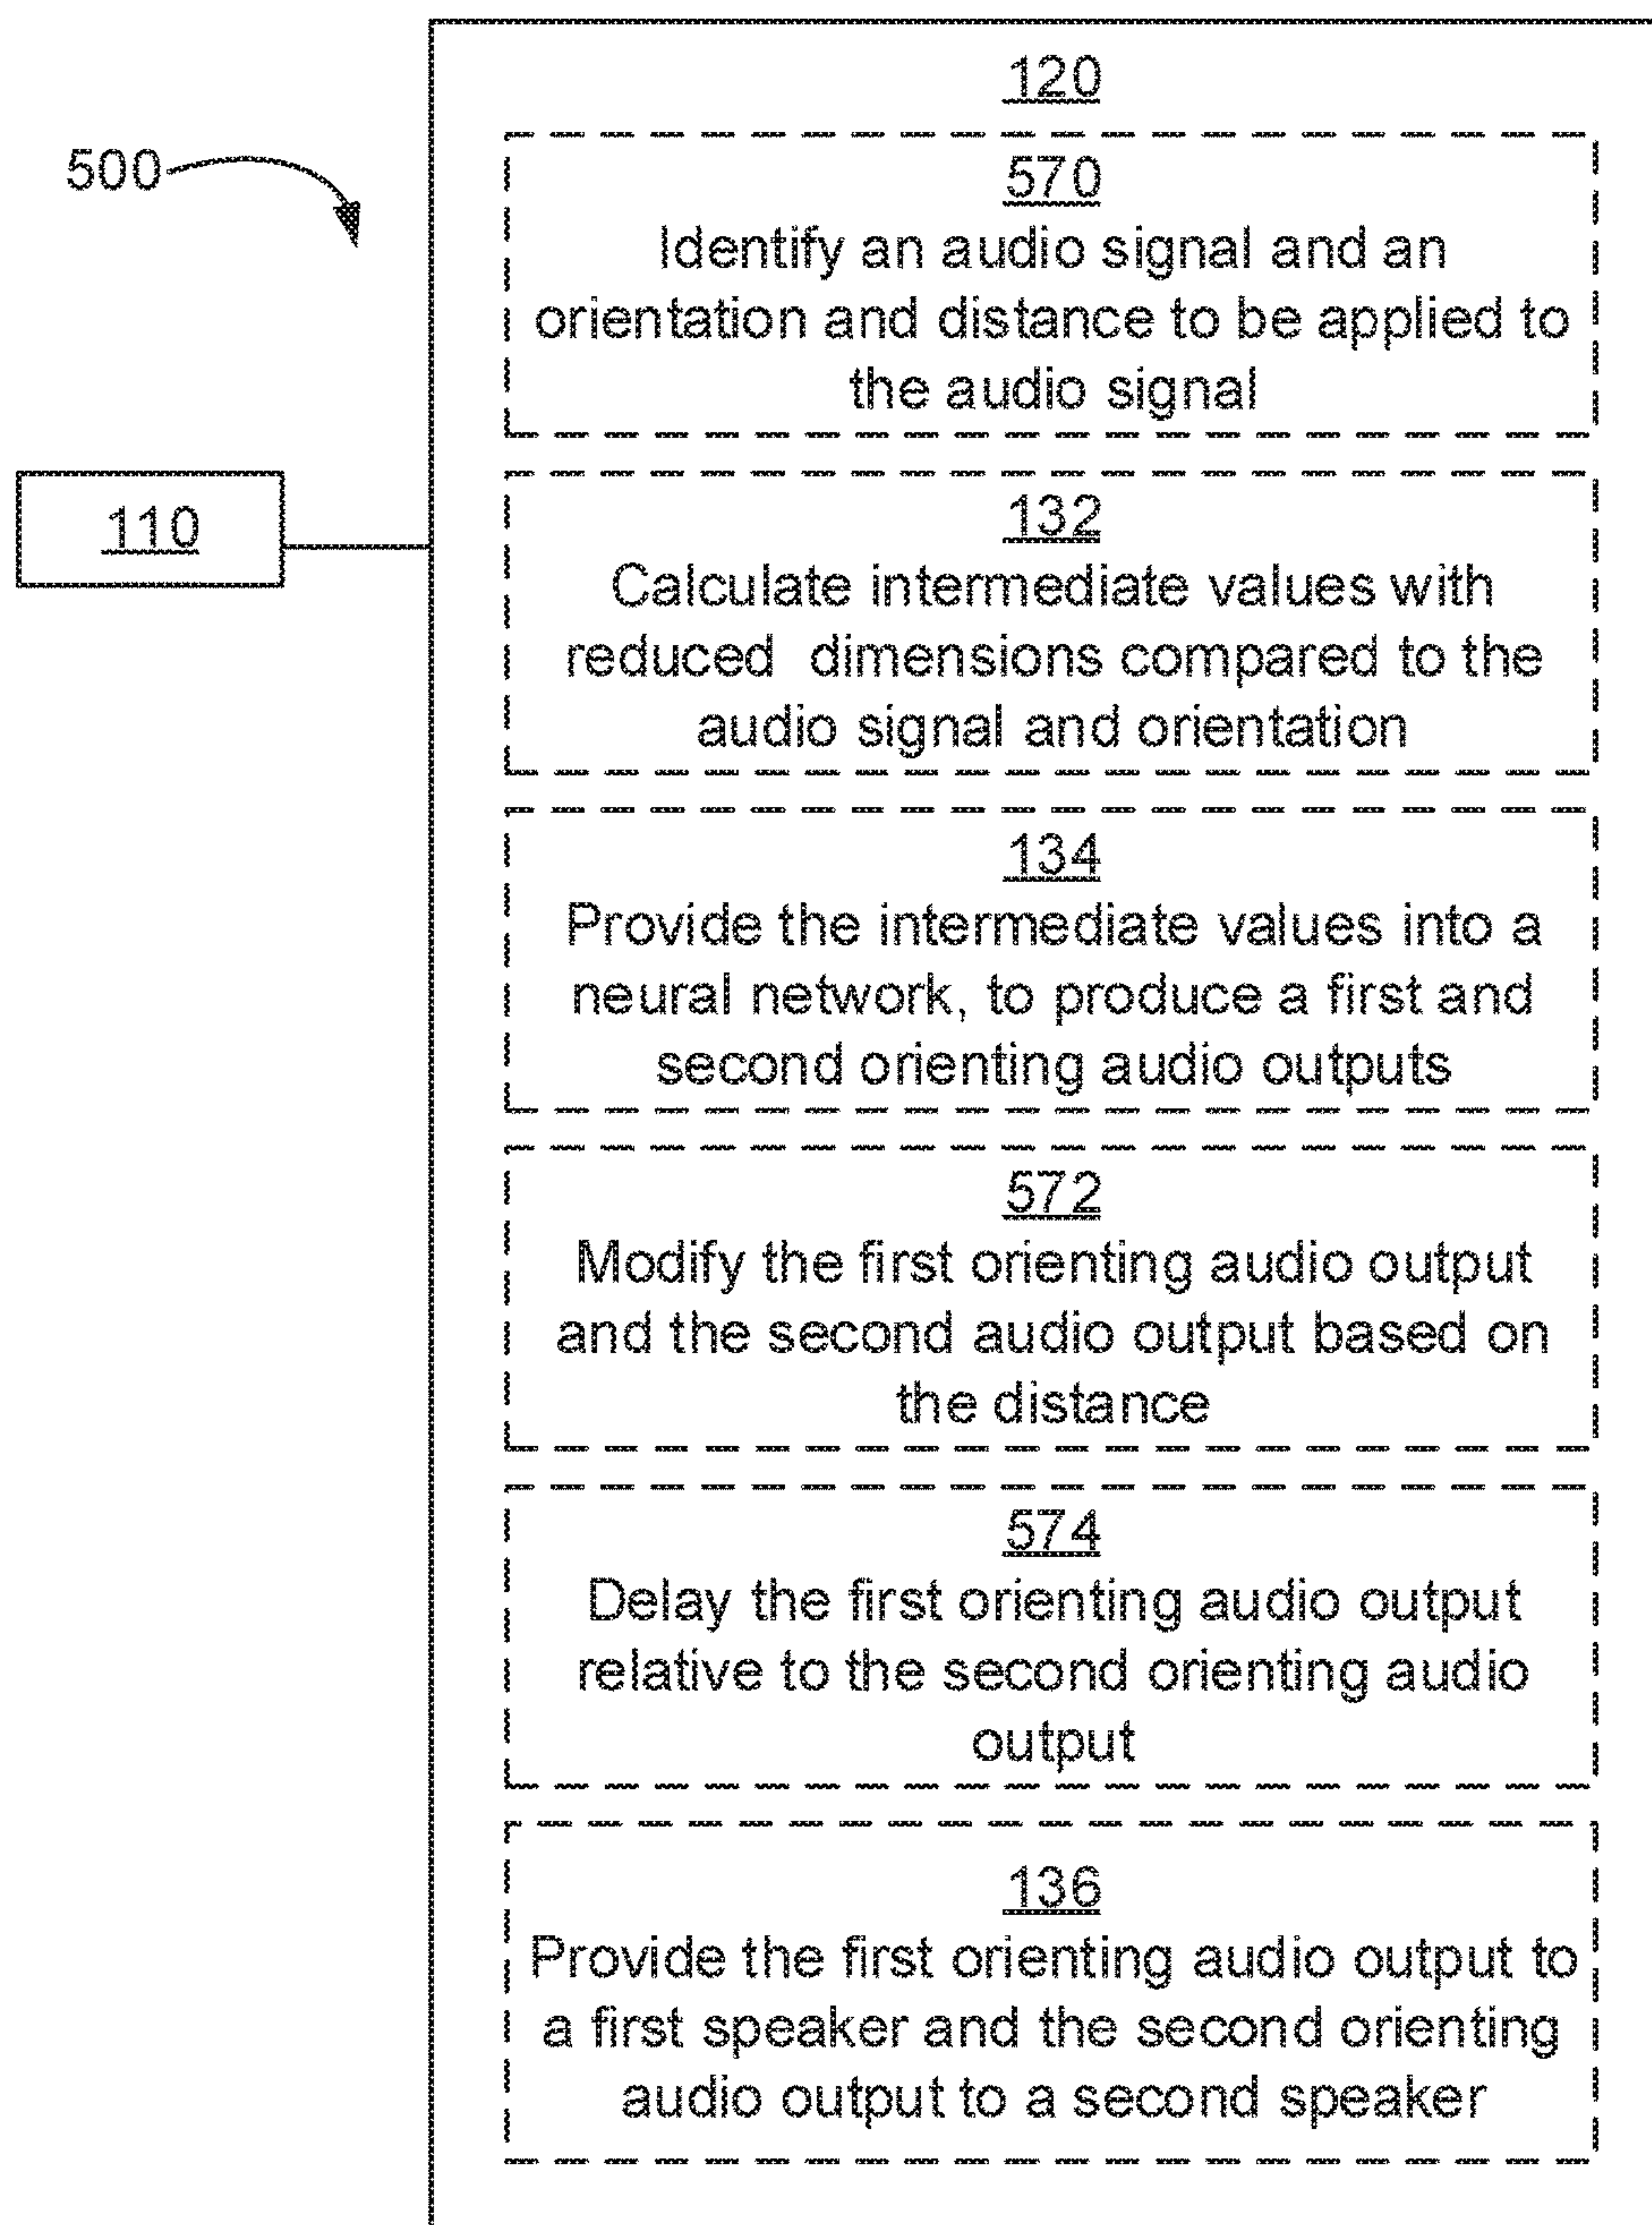 120
500
570
Identify an audio signal and an
orientation and distance to be applied to
the audio signal
110
132
Calculate intermediate values with
reduced dimensions compared to the
audio signal and orientation
134
Provide the intermediate values into a
neural network, to produce a first and
second orienting audio outputs
572
Modify the first orienting audio output
and the second audio output based on
the distance
574
Delay the first orienting audio output
relative to the second orienting audio
output
136
Provide the first orienting audio output to
a first speaker and the second orienting
audio output to a second speaker